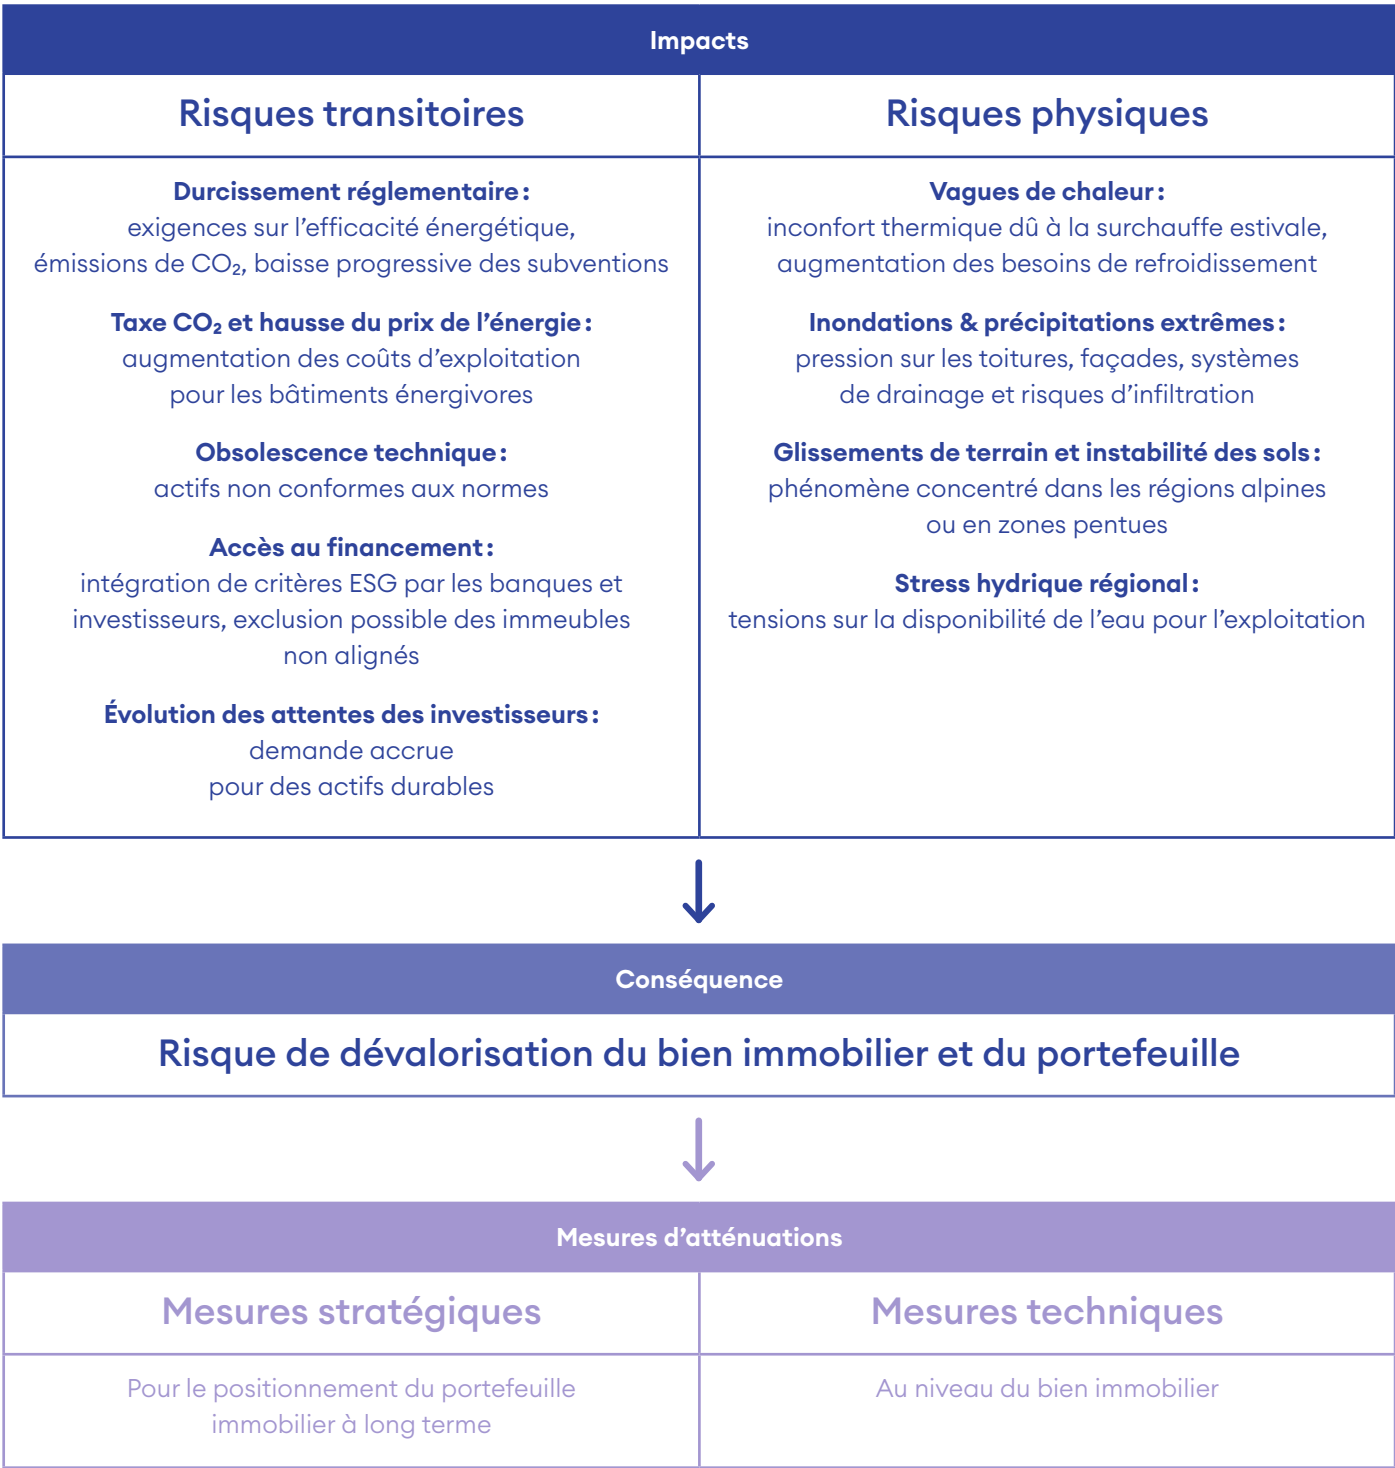 Impacts
Risques transitoires
Durcissement réglementaire :
exigences sur l’efficacité énergétique,
émissions de CO₂, baisse progressive des subventions
Taxe CO₂ et hausse du prix de l’énergie :
augmentation des coûts d’exploitation
pour les bâtiments énergivores
Obsolescence technique :
actifs non conformes aux normes
Accès au financement :
intégration de critères ESG par les banques et
investisseurs, exclusion possible des immeubles
non alignés
Évolution des attentes des investisseurs :
demande accrue
pour des actifs durables
Risques physiques
Vagues de chaleur :
inconfort thermique dû à la surchauffe estivale,
augmentation des besoins de refroidissement
Inondations & précipitations extrêmes :
pression sur les toitures, façades, systèmes
de drainage et risques d’infiltration
Glissements de terrain et instabilité des sols :
phénomène concentré dans les régions alpines
ou en zones pentues
Stress hydrique régional :
tensions sur la disponibilité de l’eau pour l’exploitation
Conséquence
Risque de dévalorisation du bien immobilier et du portefeuille
Mesures d’atténuations
Mesures stratégiques
Pour le positionnement du portefeuille
immobilier à long terme
Mesures techniques
Au niveau du bien immobilier